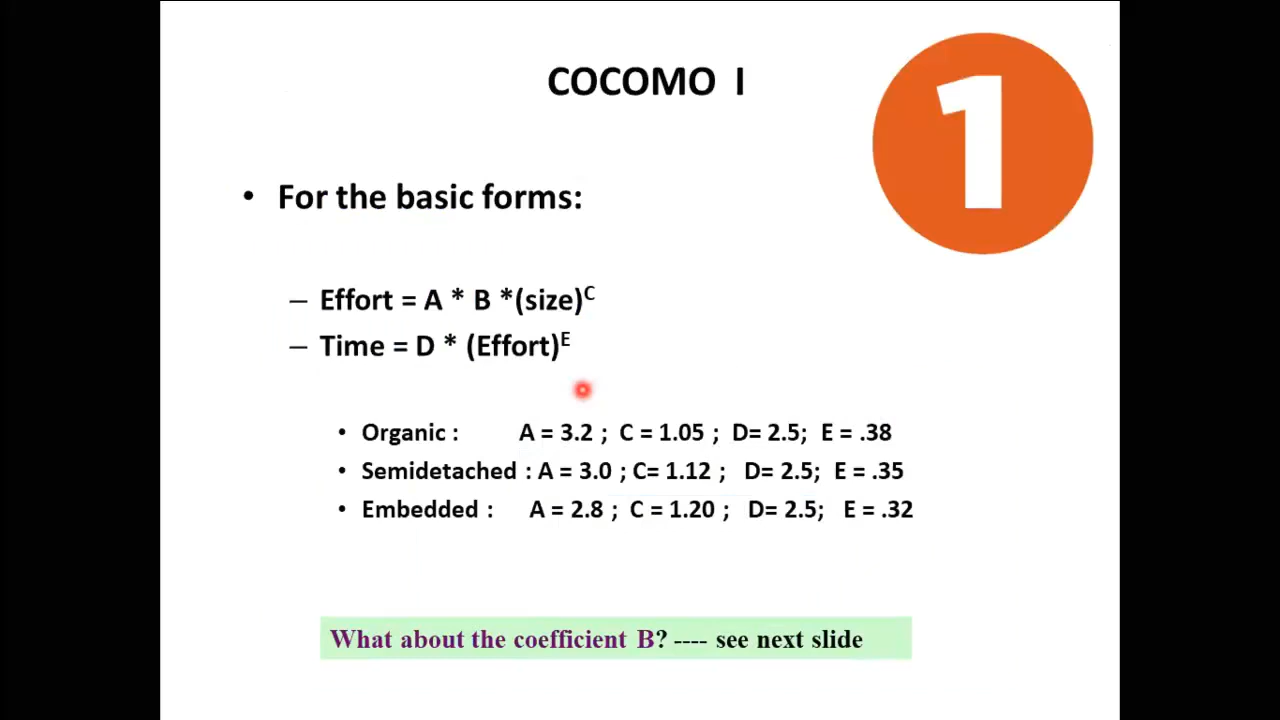 COCOMO I
1
• For the basic forms:
– Effort = A * B *(size)^C
– Time = D * (Effort)^E
• Organic : A = 3.2 ; C = 1.05 ; D= 2.5; E = .38
• Semidetached : A = 3.0 ; C= 1.12 ; D= 2.5; E = .35
• Embedded : A = 2.8 ; C = 1.20 ; D= 2.5; E = .32
What about the coefficient B? ---- see next slide